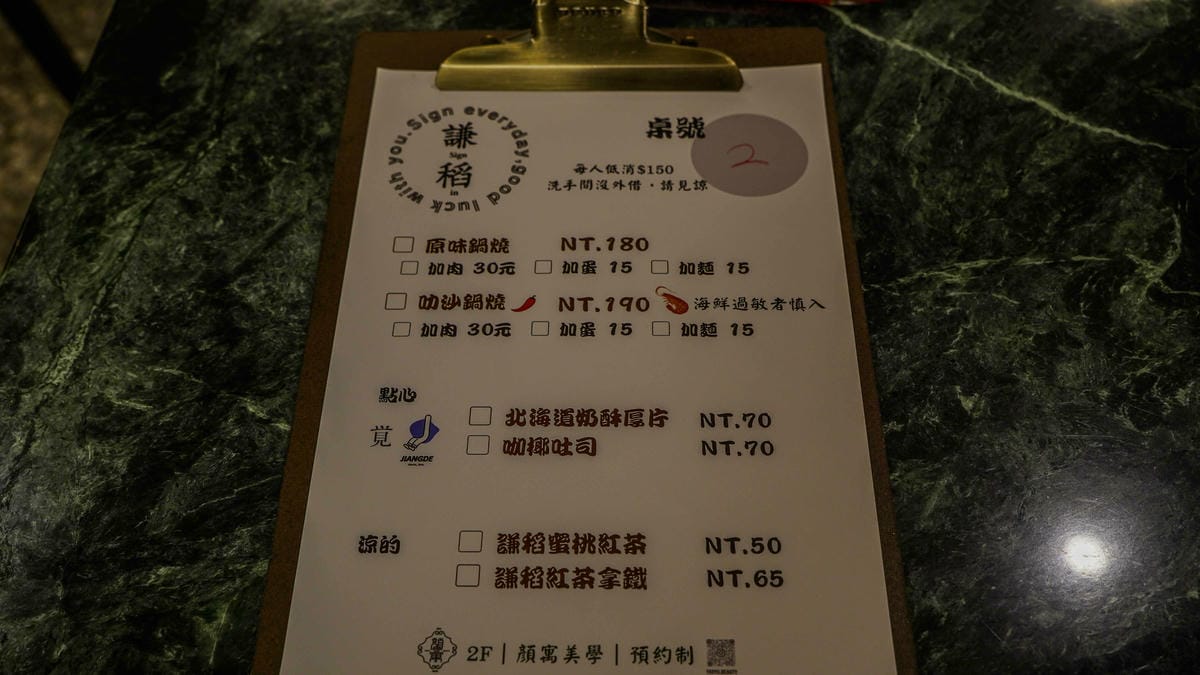 Sign everyday, good luck with you.
謙
Sign
稻
in
桌號 2
每人低消$150
洗手間沒外借・請見諒
原味鍋燒 NT.180
加肉 30元 加蛋 15 加麵 15
叻沙鍋燒 NT.190 海鮮過敏者慎入
加肉 30元 加蛋 15 加麵 15
點心
覓 JIANGDE
北海道奶酥厚片 NT.70
咖椰吐司 NT.70
涼的
謙稻蜜桃紅茶 NT.50
謙稻紅茶拿鐵 NT.65
2F｜顏寓美學｜預約制